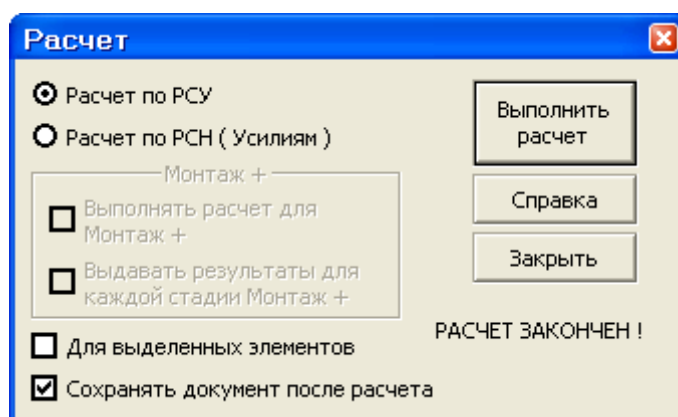 Расчет
Расчет по РСУ
Расчет по РСН ( Усилиям )
Монтаж +
Выполнять расчет для
Монтаж +
Выдавать результаты для
каждой стадии Монтаж +
Для выделенных элементов
Сохранять документ после расчета
Выполнить
расчет
Справка
Закрыть
РАСЧЕТ ЗАКОНЧЕН !